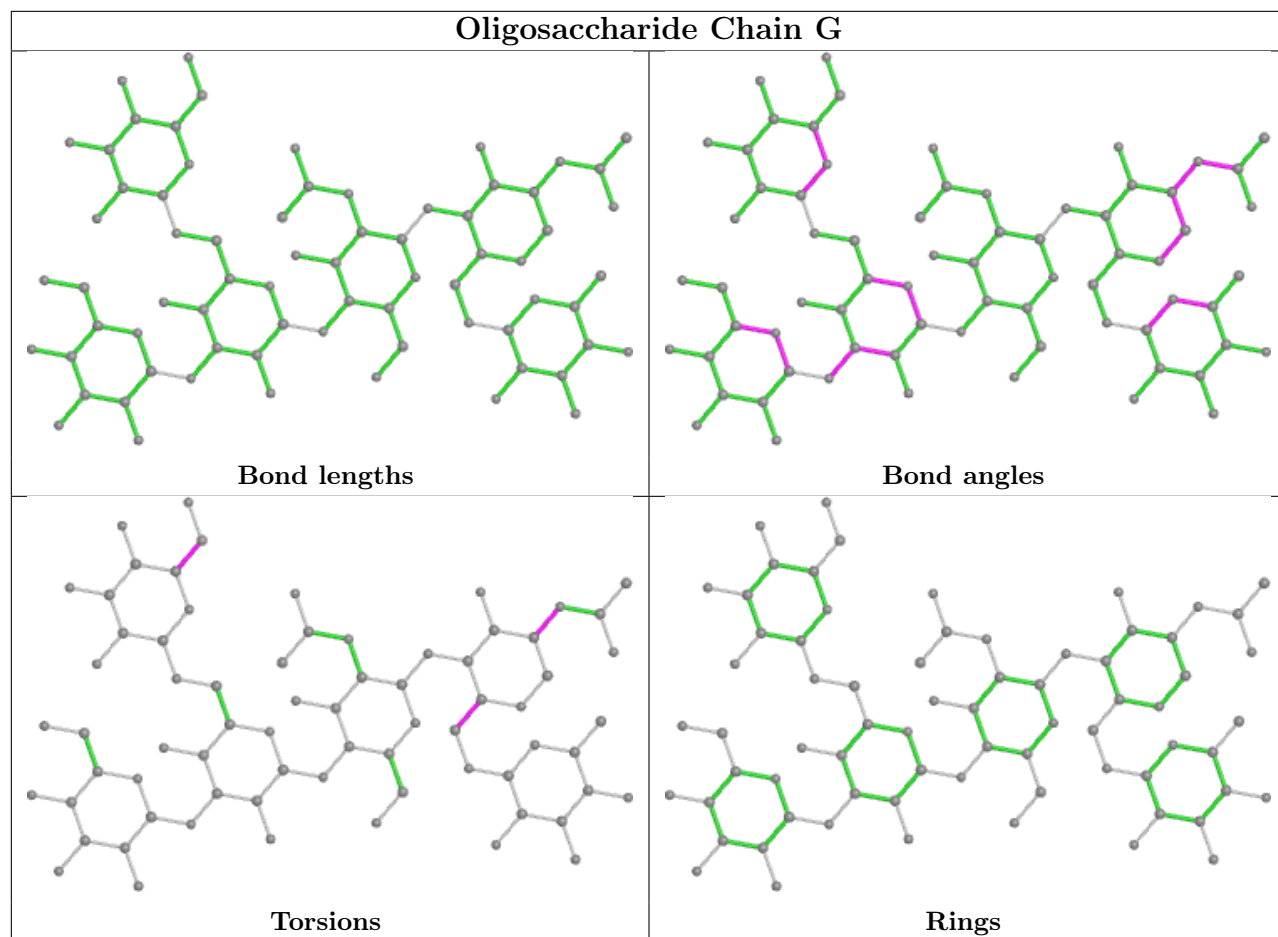 Oligosaccharide Chain G
Bond lengths
Bond angles
Torsions
Rings